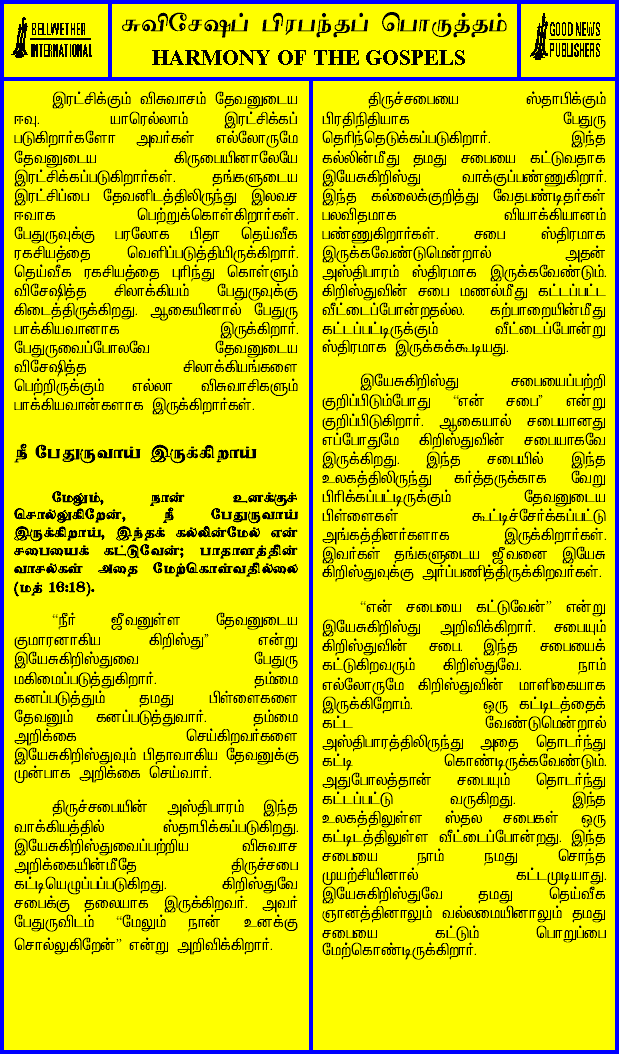 BELLWETHER
INTERNATIONAL
சுவிசேஷப் பிரபந்தப் பொருத்தம்
HARMONY OF THE GOSPELS
GOOD NEWS
PUBLISHERS
இரட்சிக்கும் விசுவாசம் தேவனுடைய
ஈவு. யாரெல்லாம் இரட்சிக்கப்
படுகிறார்களோ அவர்கள் எல்லோருமே
தேவனுடைய கிருபையினாலேயே
இரட்சிக்கப்படுகிறார்கள். தங்களுடைய
இரட்சிப்பை தேவனிடத்திலிருந்து இலவச
ஈவாக பெற்றுக்கொள்கிறார்கள்.
பேதுருவுக்கு பரலோக பிதா தெய்வீக
ரகசியத்தை வெளிப்படுத்தியிருக்கிறார்.
தெய்வீக ரகசியத்தை புரிந்து கொள்ளும்
விசேஷித்த சிலாக்கியம் பேதுருவுக்கு
கிடைத்திருக்கிறது. ஆகையினால் பேதுரு
பாக்கியவானாக இருக்கிறார்.
பேதுருவைப்போலவே தேவனுடைய
விசேஷித்த சிலாக்கியங்களை
பெற்றிருக்கும் எல்லா விசுவாசிகளும்
பாக்கியவான்களாக இருக்கிறார்கள்.
நீ பேதுருவாய் இருக்கிறாய்
மேலும், நான் உனக்குச்
சொல்லுகிறேன், நீ பேதுருவாய்
இருக்கிறாய், இந்தக் கல்லின்மேல் என்
சபையைக் கட்டுவேன்; பாதாளத்தின்
வாசல்கள் அதை மேற்கொள்வதில்லை
(மத் 16:18).
“நீர் ஜீவனுள்ள தேவனுடைய
குமாரனாகிய கிறிஸ்து” என்று
இயேசுகிறிஸ்துவை பேதுரு
மகிமைப்படுத்துகிறார். தம்மை
கனப்படுத்தும் தமது பிள்ளைகளை
தேவனும் கனப்படுத்துவார். தம்மை
அறிக்கை செய்கிறவர்களை
இயேசுகிறிஸ்துவும் பிதாவாகிய தேவனுக்கு
முன்பாக அறிக்கை செய்வார்.
திருச்சபையின் அஸ்திபாரம் இந்த
வாக்கியத்தில் ஸ்தாபிக்கப்படுகிறது.
இயேசுகிறிஸ்துவைப்பற்றிய விசுவாச
அறிக்கையின்மீதே திருச்சபை
கட்டியெழுப்பப்படுகிறது. கிறிஸ்துவே
சபைக்கு தலையாக இருக்கிறவர். அவர்
பேதுருவிடம் “மேலும் நான் உனக்கு
சொல்லுகிறேன்” என்று அறிவிக்கிறார்.
திருச்சபையை ஸ்தாபிக்கும்
பிரதிநிதியாக பேதுரு
தெரிந்தெடுக்கப்படுகிறார். இந்த
கல்லின்மீது தமது சபையை கட்டுவதாக
இயேசுகிறிஸ்து வாக்குப்பண்ணுகிறார்.
இந்த கல்லைக்குறித்து வேதபண்டிதர்கள்
பலவிதமாக வியாக்கியானம்
பண்ணுகிறார்கள். சபை ஸ்திரமாக
இருக்கவேண்டுமென்றால் அதன்
அஸ்திபாரம் ஸ்திரமாக இருக்கவேண்டும்.
கிறிஸ்துவின் சபை மணல்மீது கட்டப்பட்ட
வீட்டைப்போன்றதல்ல. கற்பாறையின்மீது
கட்டப்பட்டிருக்கும் வீட்டைப்போன்று
ஸ்திரமாக இருக்கக்கூடியது.
இயேசுகிறிஸ்து சபையைப்பற்றி
குறிப்பிடும்போது “என் சபை” என்று
குறிப்பிடுகிறார். ஆகையால் சபையானது
எப்போதுமே கிறிஸ்துவின் சபையாகவே
இருக்கிறது. இந்த சபையில் இந்த
உலகத்திலிருந்து கர்த்தருக்காக வேறு
பிரிக்கப்பட்டிருக்கும் தேவனுடைய
பிள்ளைகள் கூட்டிச்சேர்க்கப்பட்டு
அங்கத்தினர்களாக இருக்கிறார்கள்.
இவர்கள் தங்களுடைய ஜீவனை இயேசு
கிறிஸ்துவுக்கு அர்ப்பணித்திருக்கிறவர்கள்.
“என் சபையை கட்டுவேன்” என்று
இயேசுகிறிஸ்து அறிவிக்கிறார். சபையும்
கிறிஸ்துவின் சபை. இந்த சபையைக்
கட்டுகிறவரும் கிறிஸ்துவே. நாம்
எல்லோருமே கிறிஸ்துவின் மாளிகையாக
இருக்கிறோம். ஒரு கட்டிடத்தைக்
கட்ட வேண்டுமென்றால்
அஸ்திபாரத்திலிருந்து அதை தொடர்ந்து
கட்டி கொண்டிருக்கவேண்டும்.
அதுபோலத்தான் சபையும் தொடர்ந்து
கட்டப்பட்டு வருகிறது. இந்த
உலகத்திலுள்ள ஸ்தல சபைகள் ஒரு
கட்டிடத்திலுள்ள வீட்டைப்போன்றது. இந்த
சபையை நாம் நமது சொந்த
முயற்சியினால் கட்டமுடியாது.
இயேசுகிறிஸ்துவே தமது தெய்வீக
ஞானத்தினாலும் வல்லமையினாலும் தமது
சபையை கட்டும் பொறுப்பை
மேற்கொண்டிருக்கிறார்.